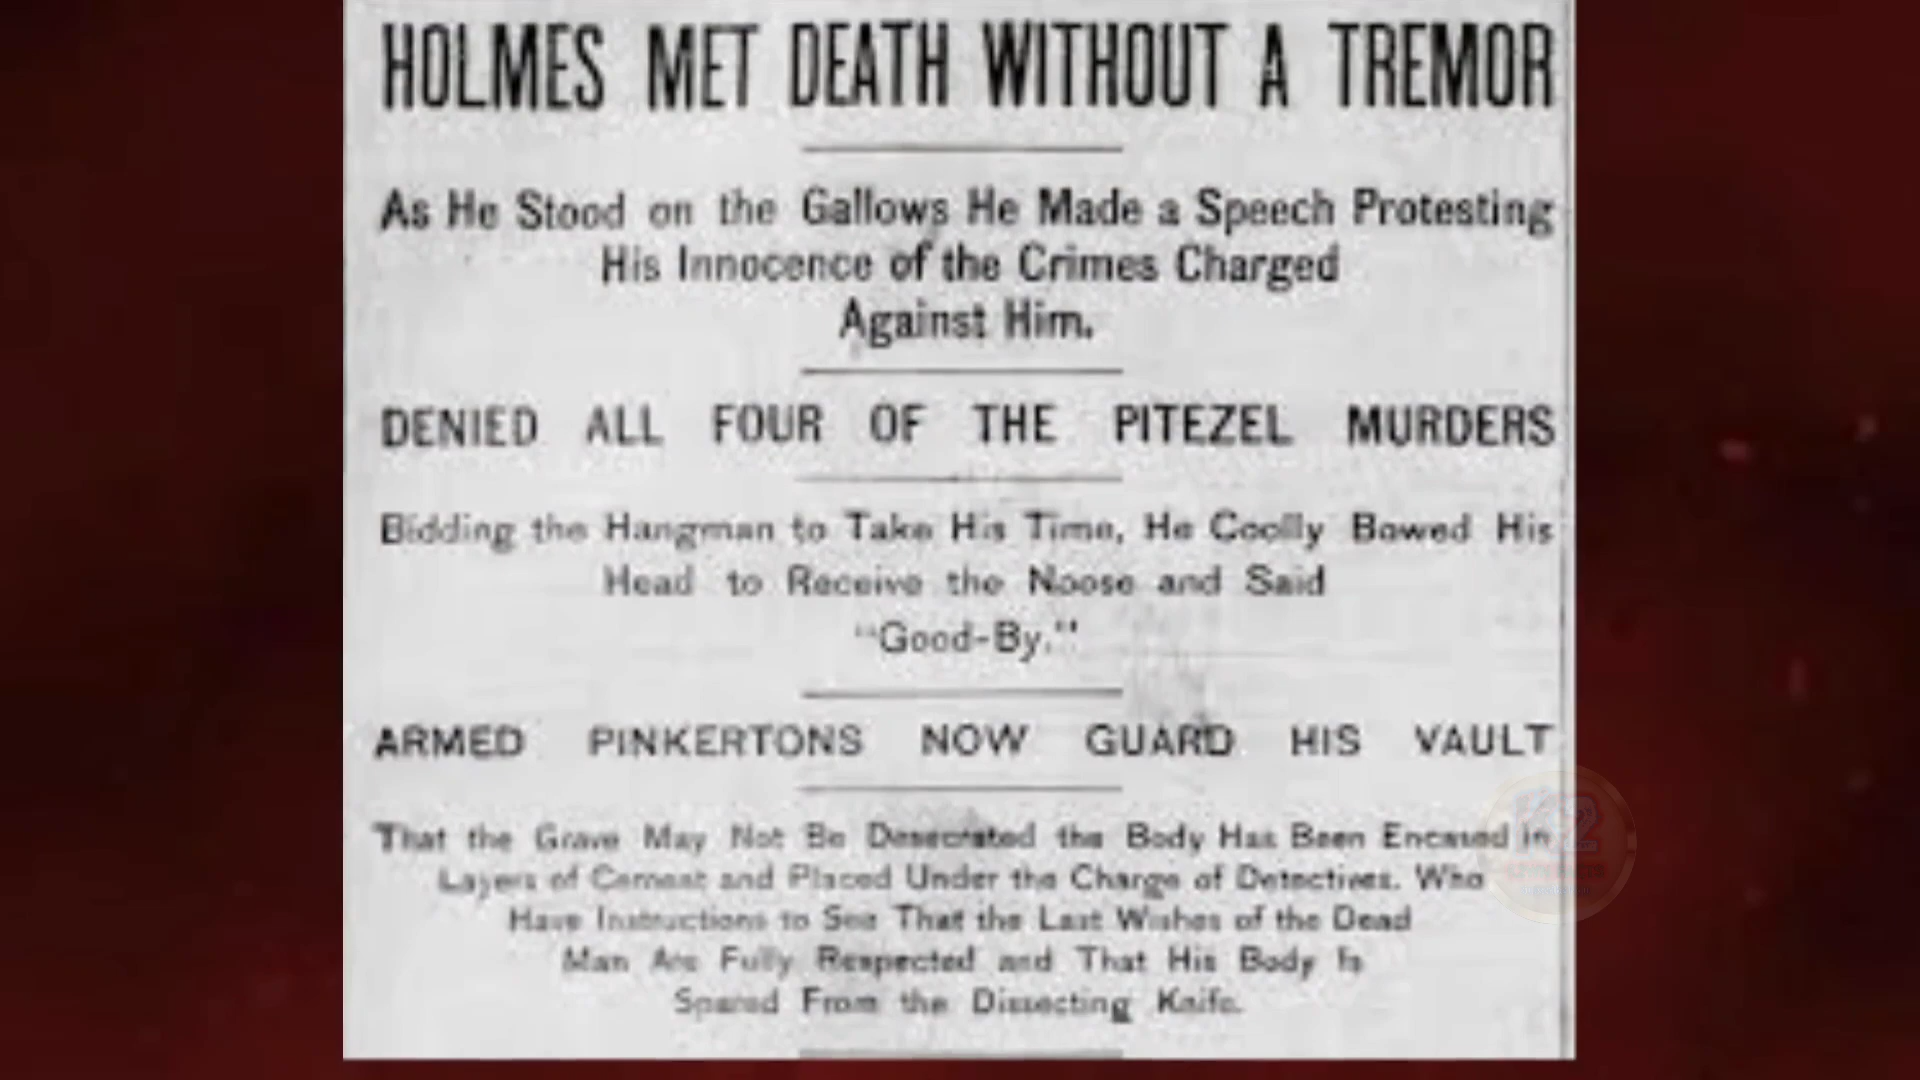 HOLMES MET DEATH WITHOUT A TREMOR
As He Stood on the Gallows He Made a Speech Protesting
His Innocence of the Crimes Charged
Against Him.
DENIED ALL FOUR OF THE PITEZEL MURDERS
Bidding the Hangman to Take His Time, He Coolly Bowed His
Head to Receive the Noose and Said
"Good-By."
ARMED PINKERTONS NOW GUARD HIS VAULT
That the Grave May Not Be Desecrated the Body Has Been Encased in
Layers of Cement and Placed Under the Charge of Detectives. Who
Have Instructions to See That the Last Wishes of the Dead
Man Are Fully Respected and That His Body Is
Spared From the Dissecting Knife.